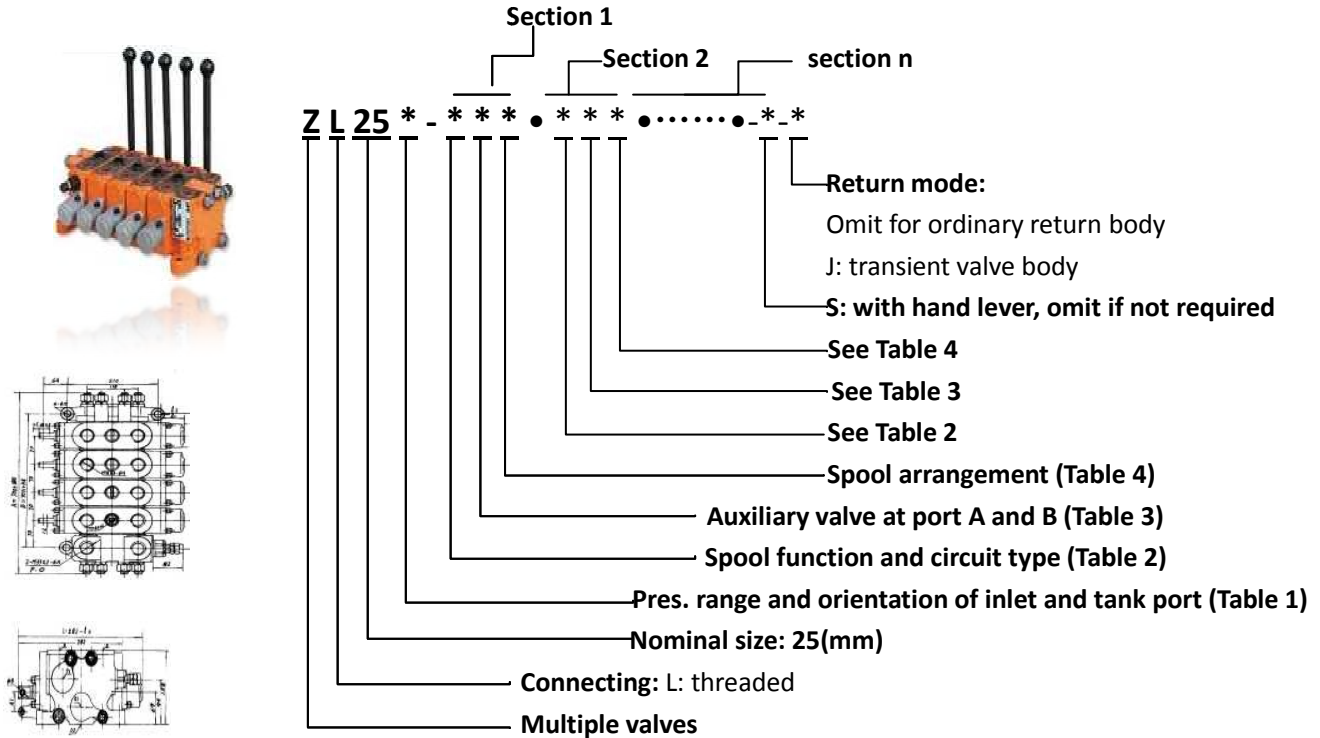 Section 1
Section 2
section n
Z L 25 * - * * * • * * * •······•-*-*
Return mode:
Omit for ordinary return body
J: transient valve body
S: with hand lever, omit if not required
See Table 4
See Table 3
See Table 2
Spool arrangement (Table 4)
Auxiliary valve at port A and B (Table 3)
Spool function and circuit type (Table 2)
Pres. range and orientation of inlet and tank port (Table 1)
Nominal size: 25(mm)
Connecting: L: threaded
Multiple valves